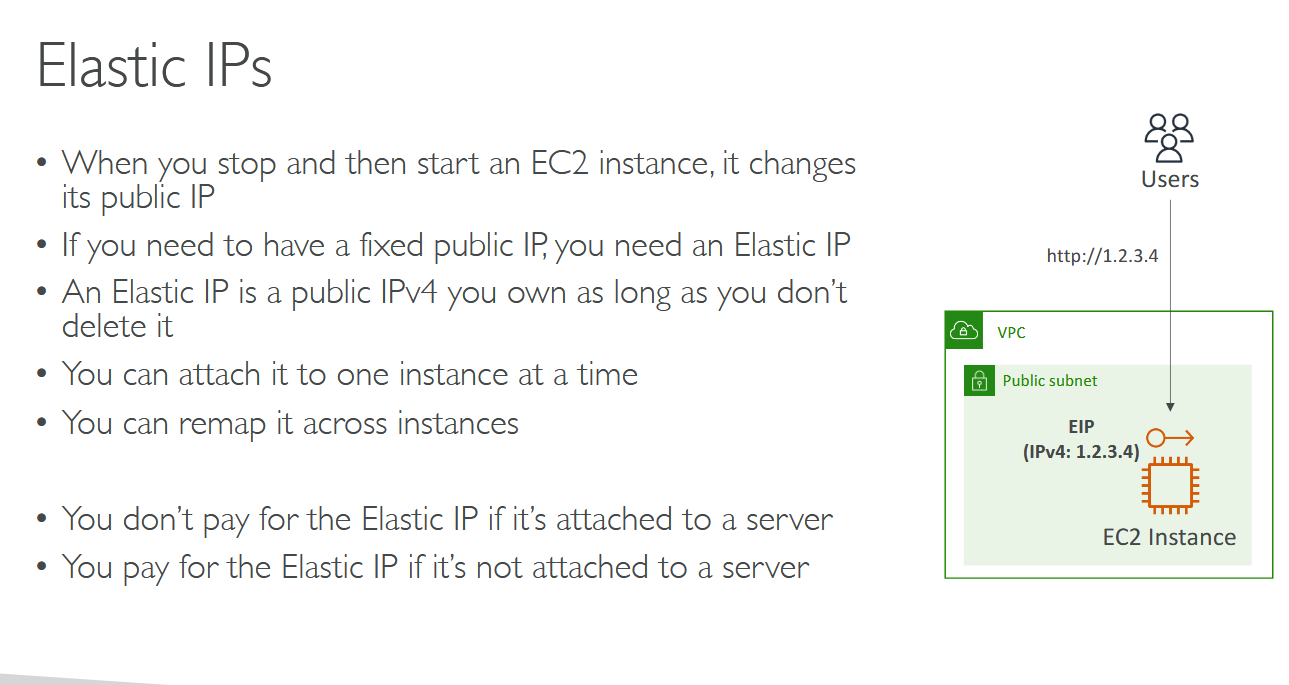 Elastic IPs
• When you stop and then start an EC2 instance, it changes
its public IP
• If you need to have a fixed public IP, you need an Elastic IP
• An Elastic IP is a public IPv4 you own as long as you don’t
delete it
• You can attach it to one instance at a time
• You can remap it across instances
• You don’t pay for the Elastic IP if it’s attached to a server
• You pay for the Elastic IP if it’s not attached to a server
Users
http://1.2.3.4
VPC
Public subnet
EIP
(IPv4: 1.2.3.4)
EC2 Instance